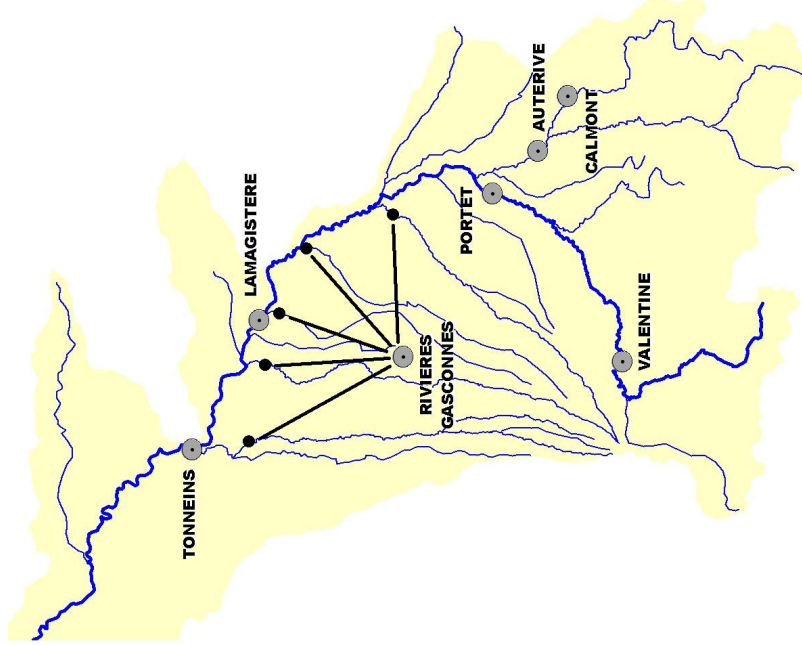 TONNEINS
LAMAGISTERE
RIVIERES
GASCONNES
PORTET
AUTERIVE
CALMONT
VALENTINE